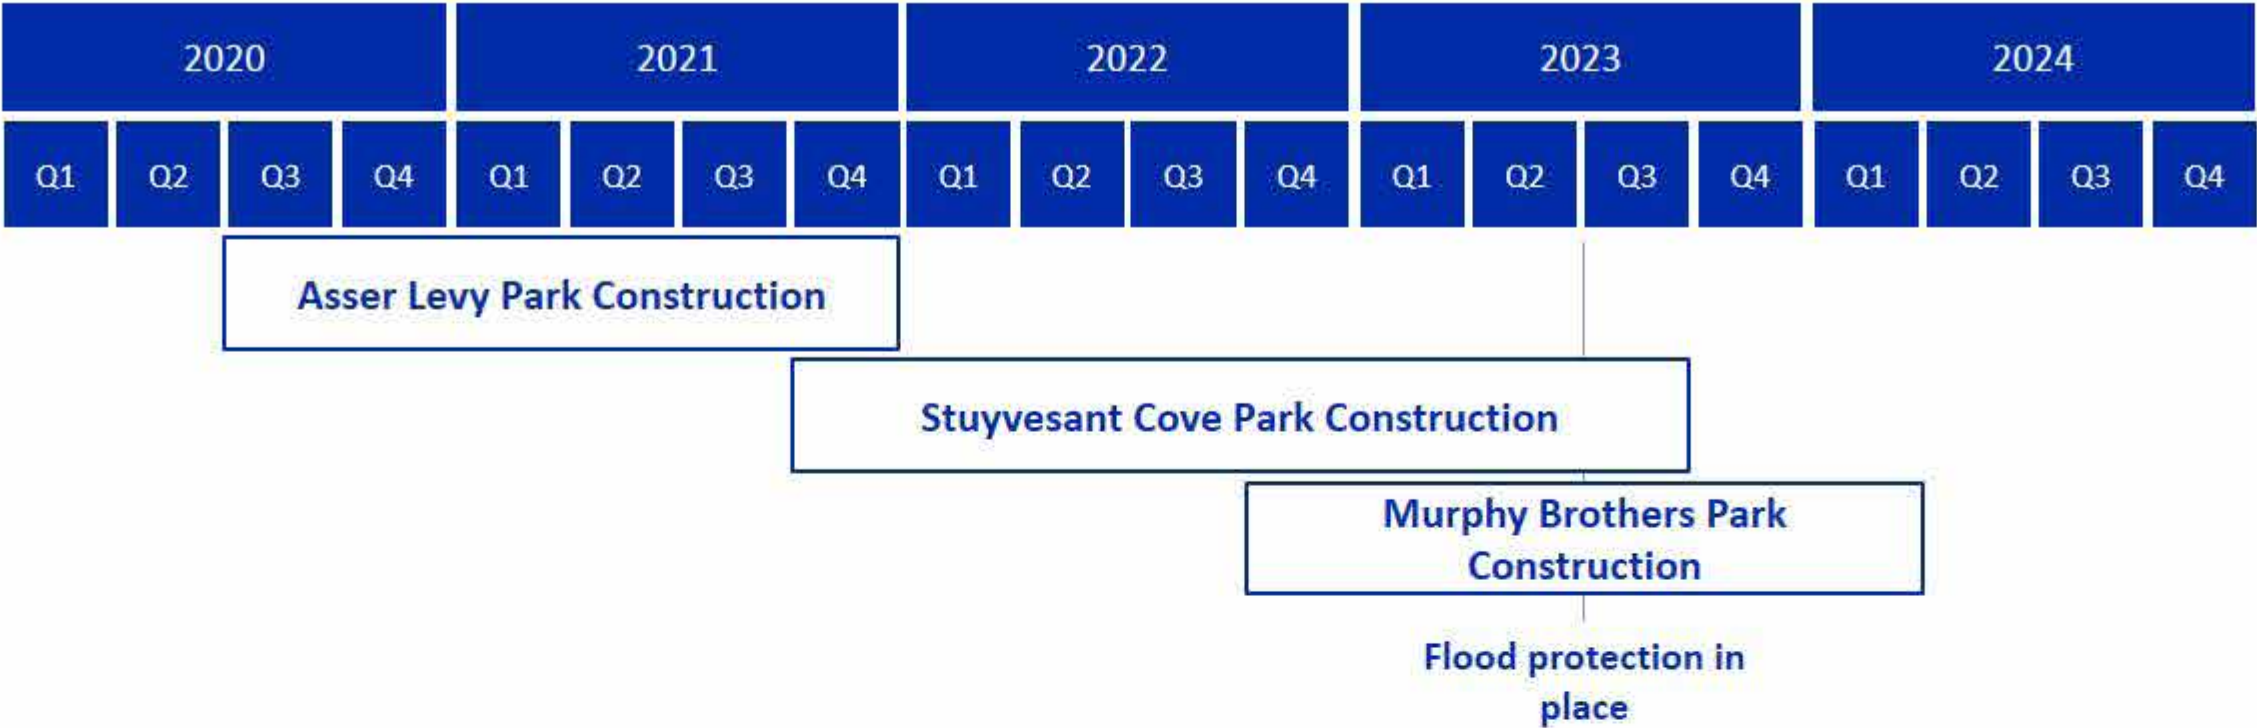 2020 2021 2022 2023 2024
Q1 Q2 Q3 Q4 Q1 Q2 Q3 Q4 Q1 Q2 Q3 Q4 Q1 Q2 Q3 Q4 Q1 Q2 Q3 Q4
Asser Levy Park Construction
Stuyvesant Cove Park Construction
Murphy Brothers Park
Construction
Flood protection in
place